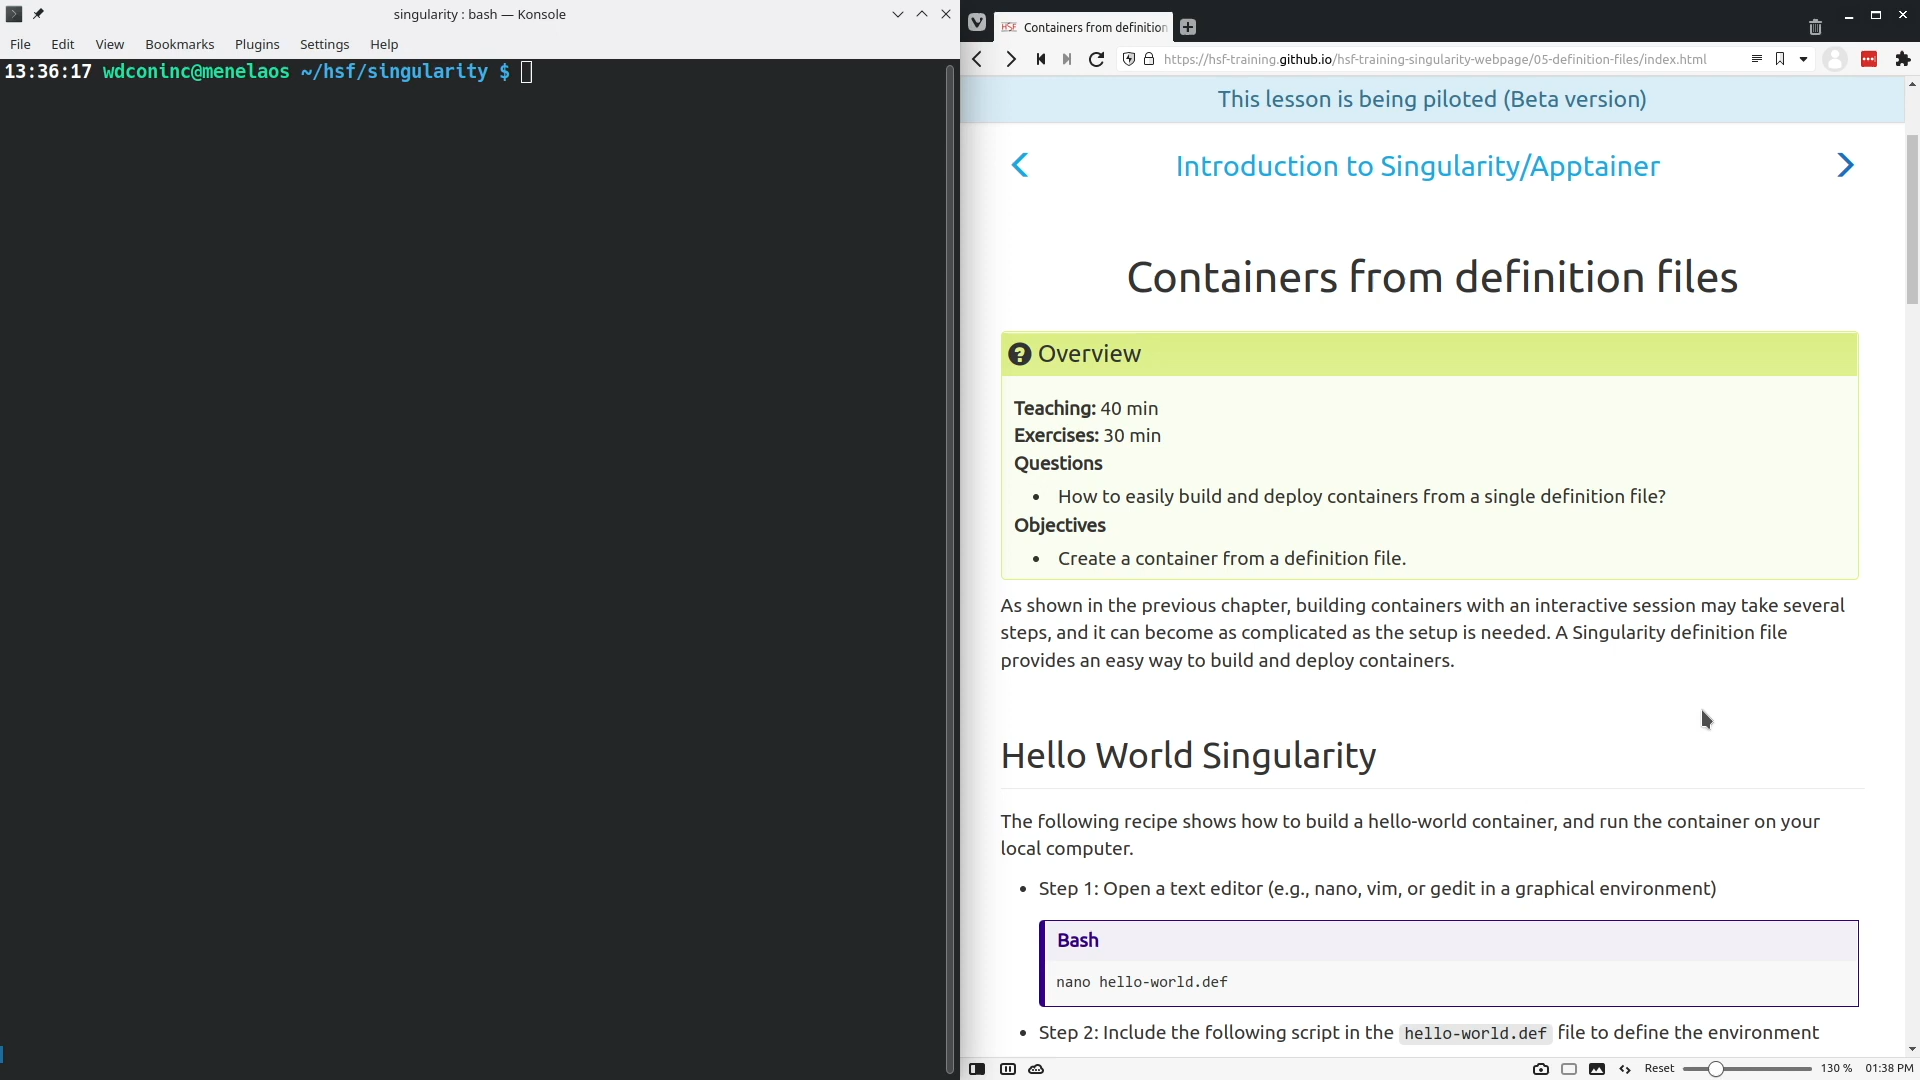 singularity : bash — Konsole
File Edit View Bookmarks Plugins Settings Help
13:36:17 wdconinc@menelaos ~/hsf/singularity $
HSF Containers from definition
https://hsf-training.github.io/hsf-training-singularity-webpage/05-definition-files/index.html
This lesson is being piloted (Beta version)
Introduction to Singularity/Apptainer
Containers from definition files
Overview
Teaching: 40 min
Exercises: 30 min
Questions
• How to easily build and deploy containers from a single definition file?
Objectives
• Create a container from a definition file.
As shown in the previous chapter, building containers with an interactive session may take several
steps, and it can become as complicated as the setup is needed. A Singularity definition file
provides an easy way to build and deploy containers.
Hello World Singularity
The following recipe shows how to build a hello-world container, and run the container on your
local computer.
• Step 1: Open a text editor (e.g., nano, vim, or gedit in a graphical environment)
Bash
nano hello-world.def
• Step 2: Include the following script in the hello-world.def file to define the environment
Reset 130 % 01:38 PM